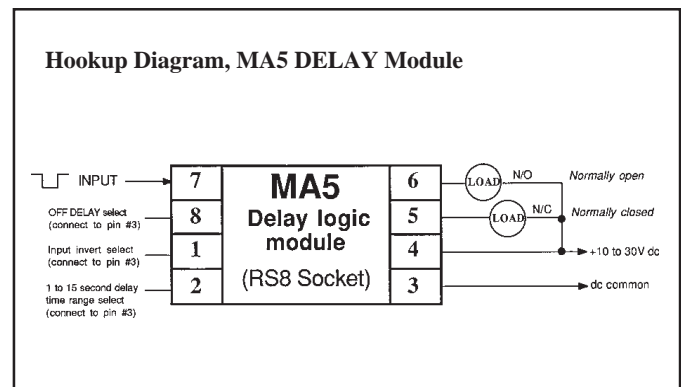 Hookup Diagram, MA5 DELAY Module
INPUT
OFF DELAY select
(connect to pin #3)
Input invert select
(connect to pin #3)
1 to 15 second delay
time range select
(connect to pin #3)
7
8
1
2
MA5
Delay logic
module
(RS8 Socket)
6
5
4
3
LOAD
N/O
Normally open
LOAD
N/C
Normally closed
+10 to 30V dc
dc common